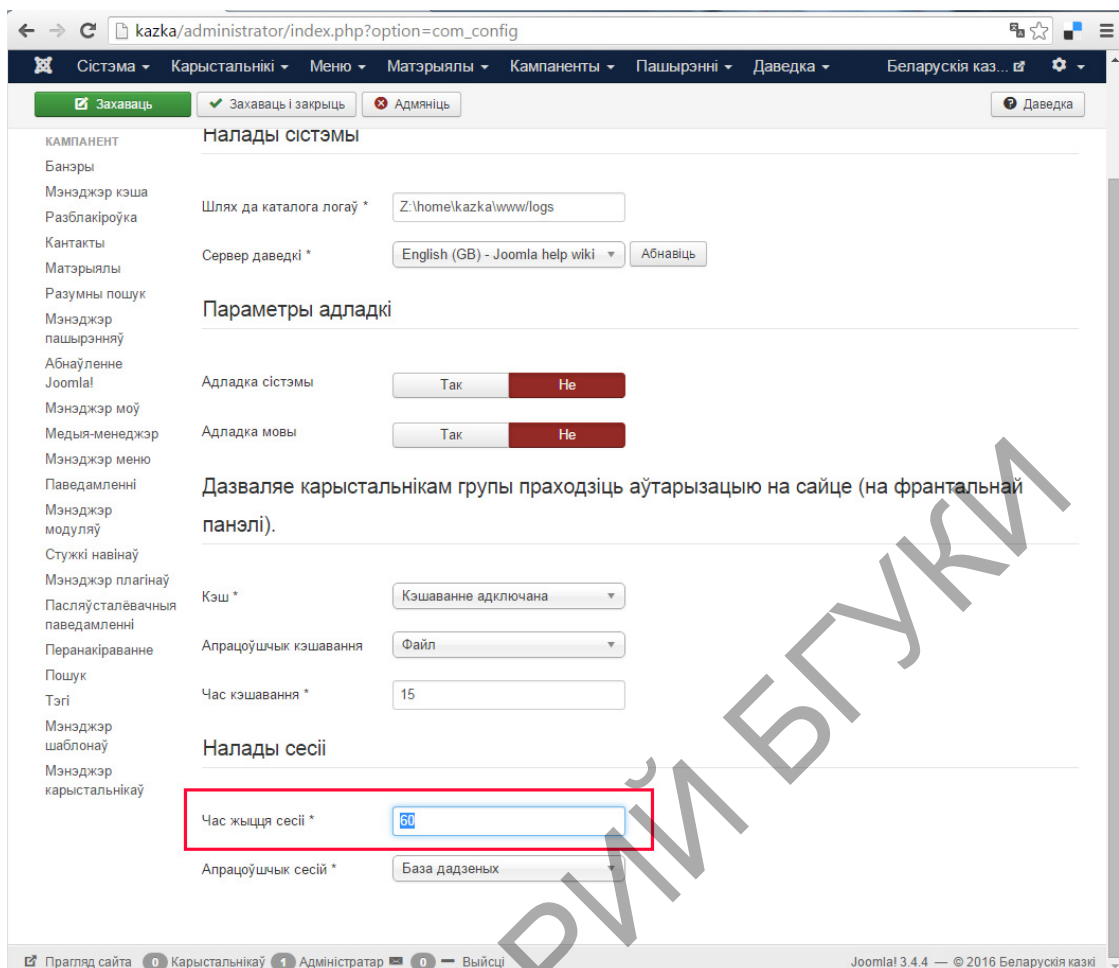 kazka/administrator/index.php?option=com_config
Сістэма Карыстальнікі Меню Матэрыялы Кампаненты Пашырэнні Даведка Беларускія каз...
Захаваць Захаваць і закрыць Адмяніць Даведка
КАМПАНЕНТ
Банэры
Мэнэджэр кэша
Разблакіроўка
Кантакты
Матэрыялы
Разумны пошук
Мэнэджэр
пашырэнняў
Абнаўленне
Joomla!
Мэнэджэр моў
Медыя-менеджэр
Мэнэджэр меню
Паведамленні
Мэнэджэр
модуляў
Стужкі навінаў
Мэнэджэр плагінаў
Пасляўсталёвачныя
паведамленні
Перанакіраванне
Пошук
Тэгі
Мэнэджэр
шаблонаў
Мэнэджэр
карыстальнікаў
Налады сістэмы
Шлях да каталога логаў * Z:\home\kazka\www/logs
Сервер даведкі * English (GB) - Joomla help wiki Абнавіць
Параметры адладкі
Адладка сістэмы Так Не
Адладка мовы Так Не
Дазваляе карыстальнікам групы праходзіць аўтарызацыю на сайце (на франтальнай
панэлі).
Кэш * Кэшаванне адключана
Апрацоўшчык кэшавання Файл
Час кэшавання * 15
Налады сесіі
Час жыцця сесіі * 60
Апрацоўшчык сесій * База дадзеных
Прагляд сайта 0 Карыстальнікаў 1 Адміністратар 0 Выйсці Joomla! 3.4.4 — © 2016 Беларускія казкі
РИЙ БГУКИ